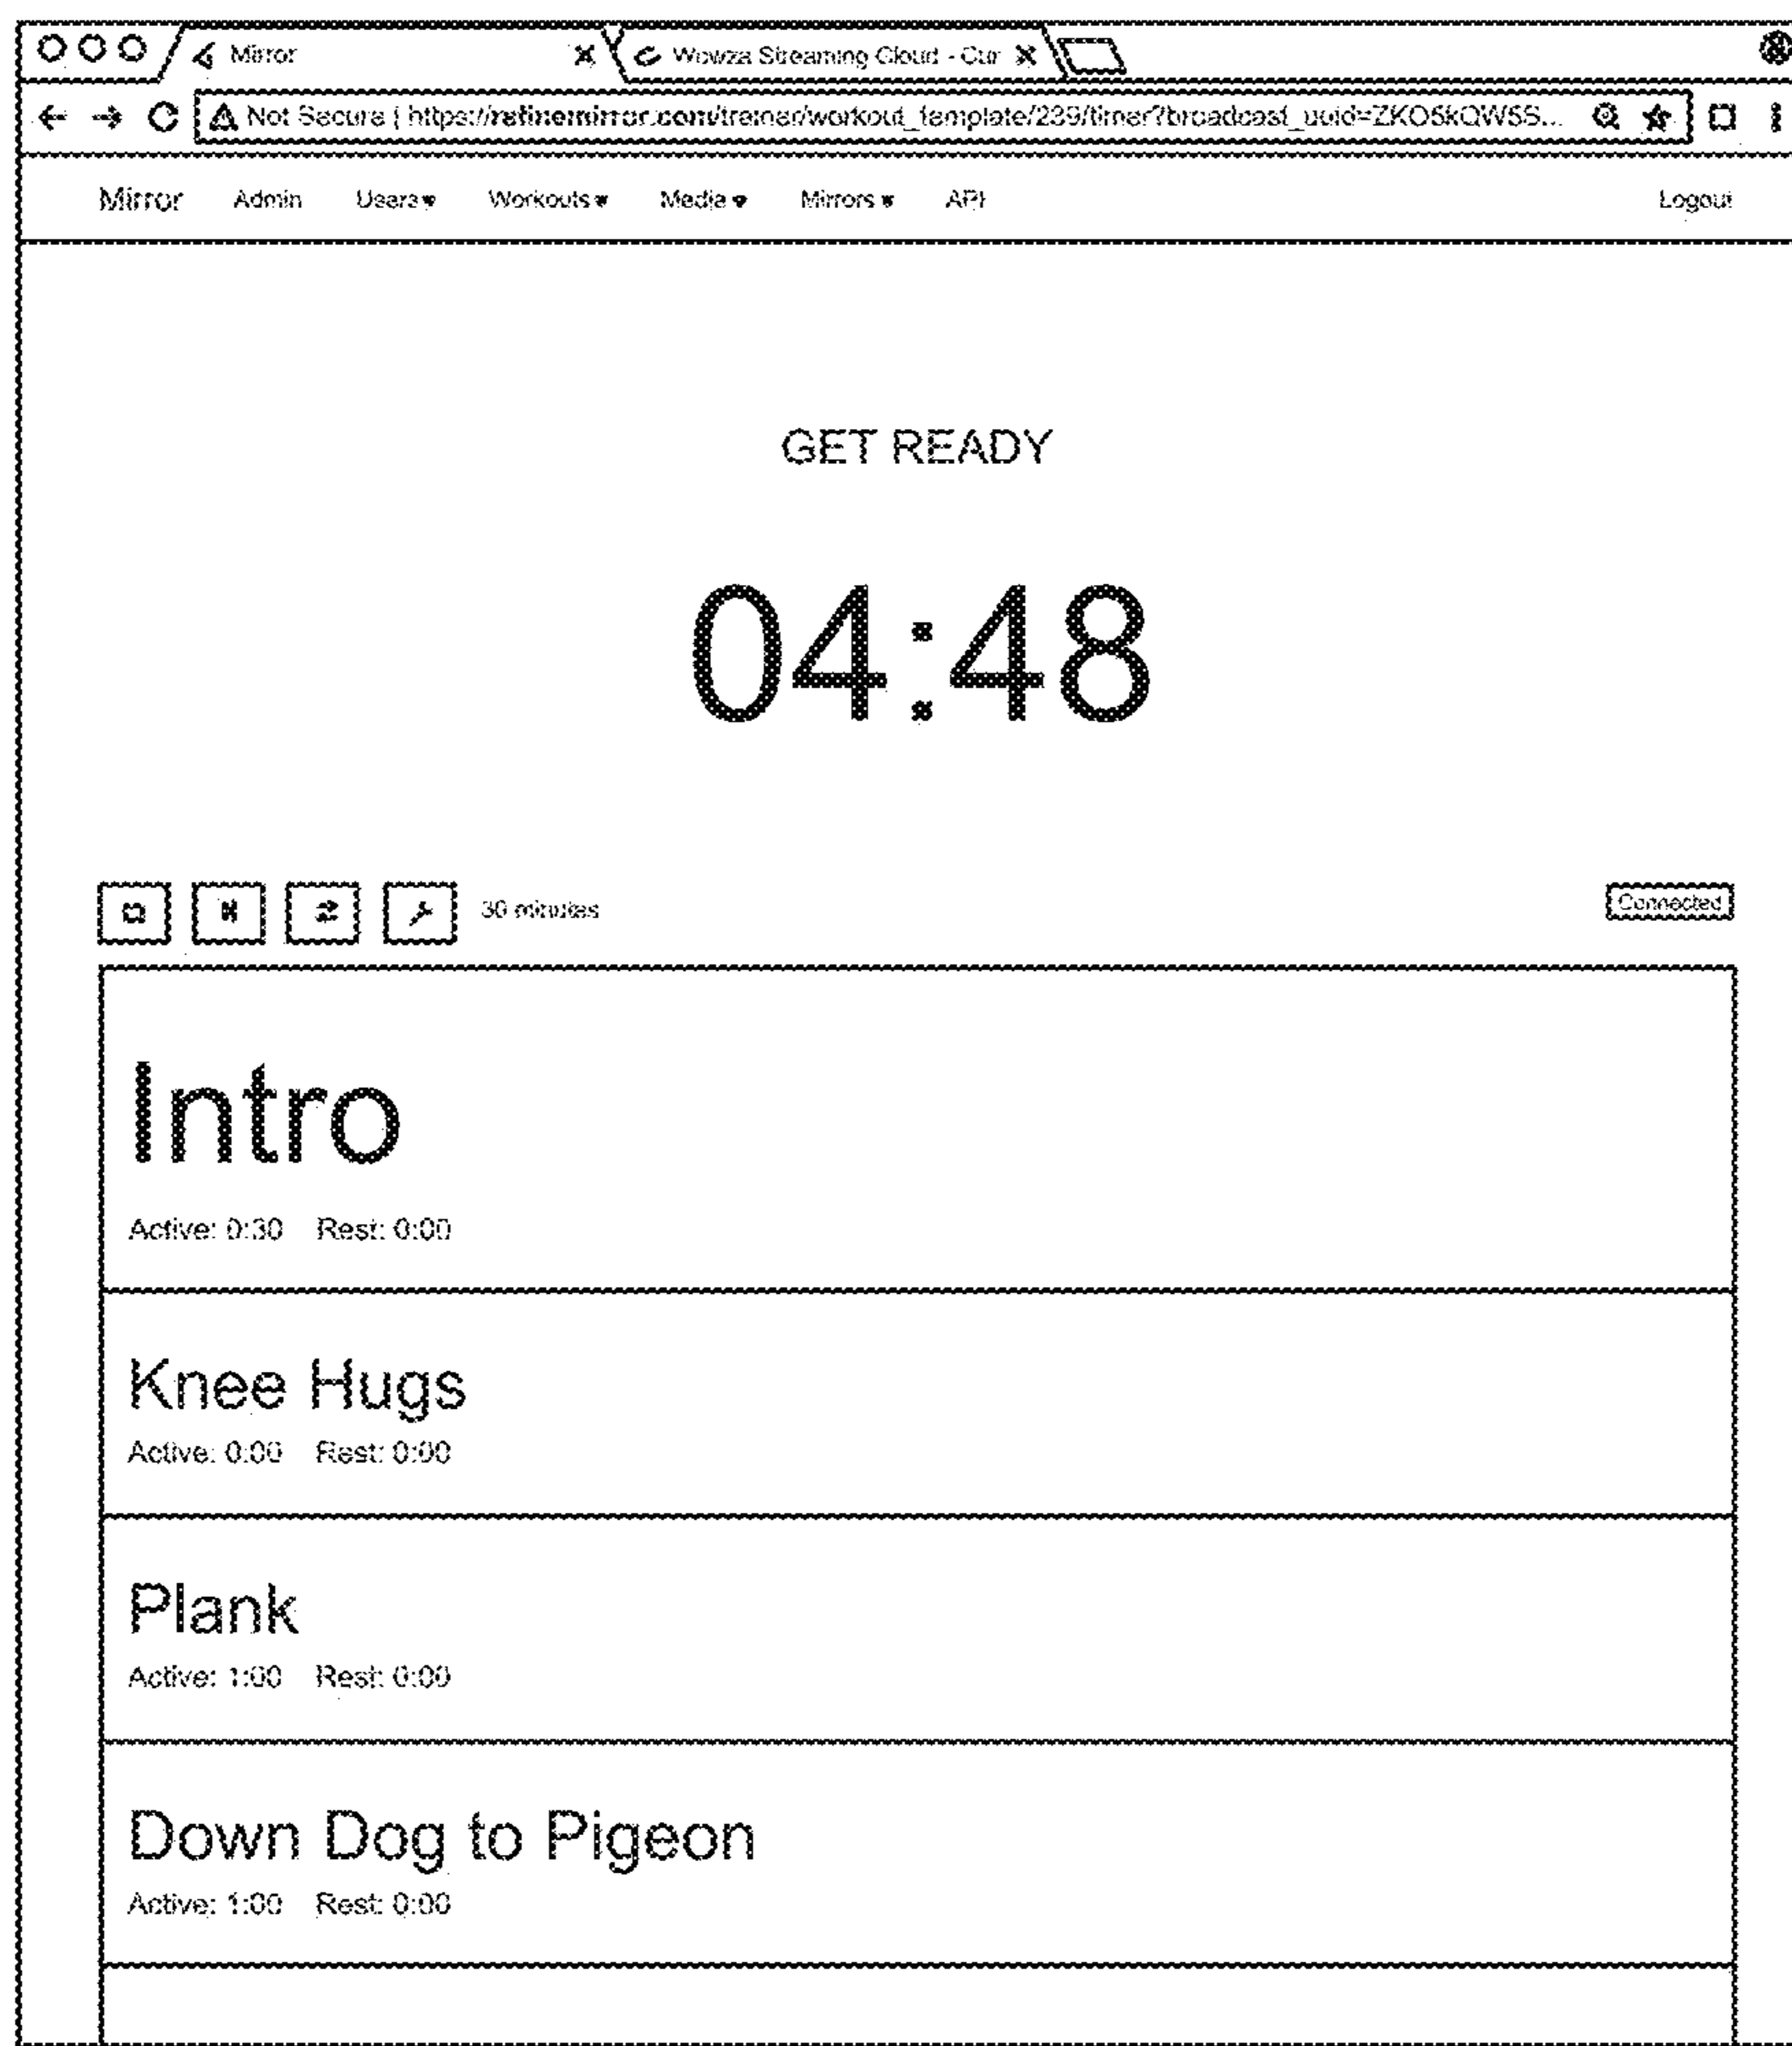 Mirror Wowza Streaming Cloud - Cur
Not Secure | https://refinemirror.com/trainer/workout_template/239/timer?broadcast_uuid=ZKO5kQW5S...
Mirror Admin Users Workouts Media Mirrors API Logout
GET READY
04:48
30 minutes Connected
Intro
Active: 0:30 Rest: 0:00
Knee Hugs
Active: 0:00 Rest: 0:00
Plank
Active: 1:00 Rest: 0:00
Down Dog to Pigeon
Active: 1:00 Rest: 0:00